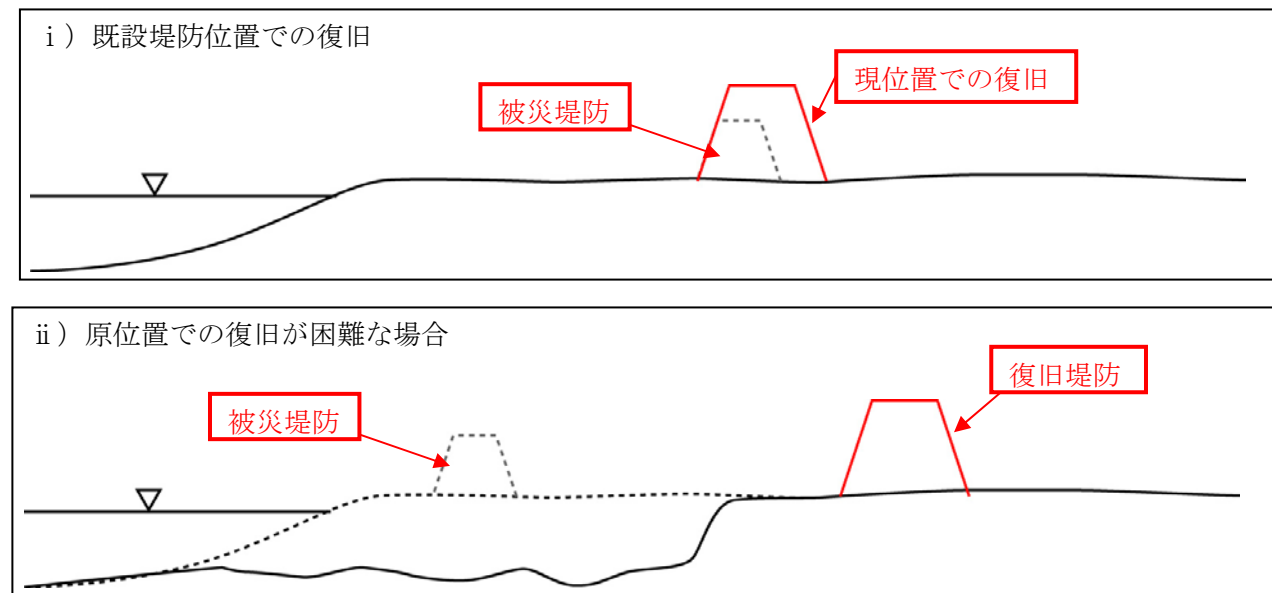 ⅰ）既設堤防位置での復旧
現位置での復旧
被災堤防
ⅱ）原位置での復旧が困難な場合
復旧堤防
被災堤防